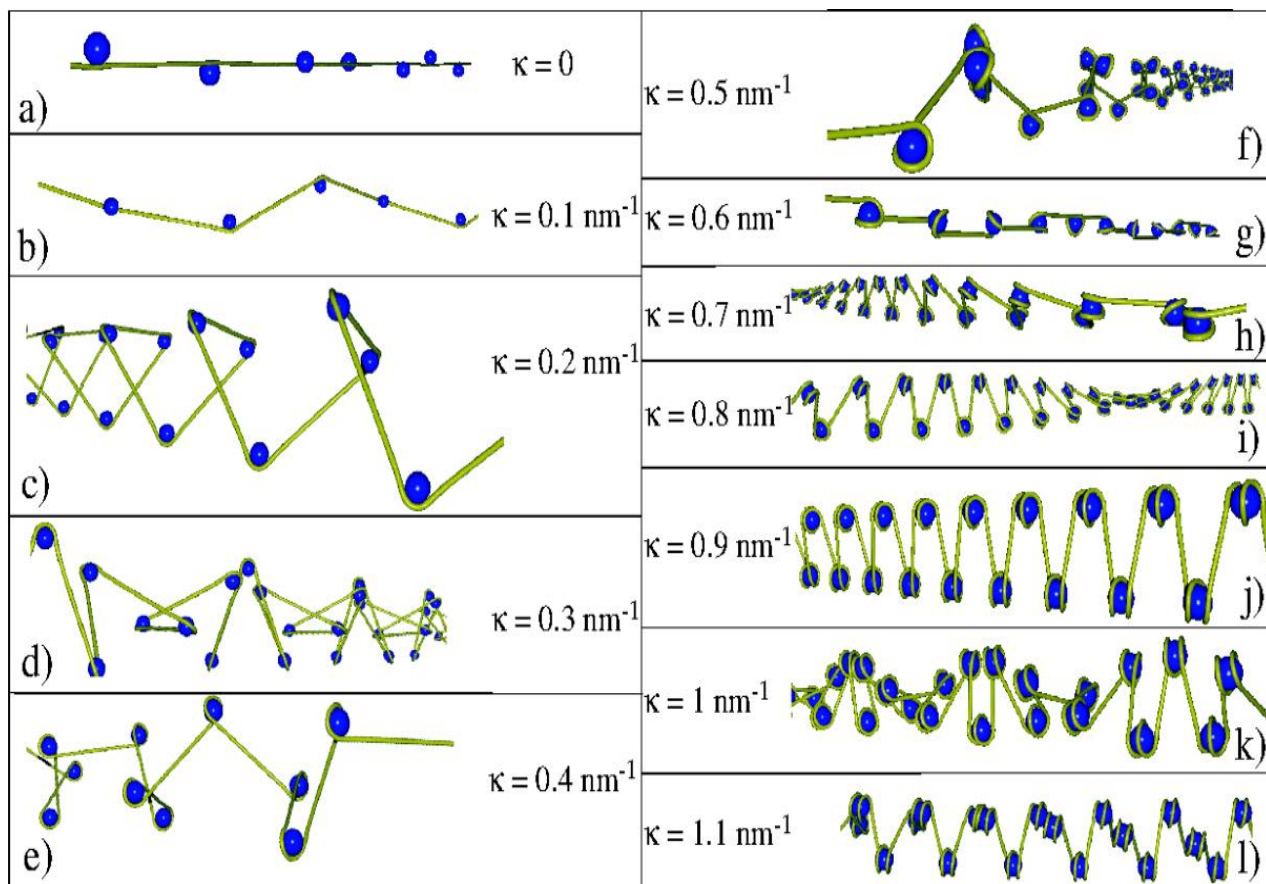 κ = 0
a)
κ = 0.1 nm⁻¹
b)
κ = 0.2 nm⁻¹
c)
κ = 0.3 nm⁻¹
d)
κ = 0.4 nm⁻¹
e)
κ = 0.5 nm⁻¹
f)
κ = 0.6 nm⁻¹
g)
κ = 0.7 nm⁻¹
h)
κ = 0.8 nm⁻¹
i)
κ = 0.9 nm⁻¹
j)
κ = 1 nm⁻¹
k)
κ = 1.1 nm⁻¹
l)